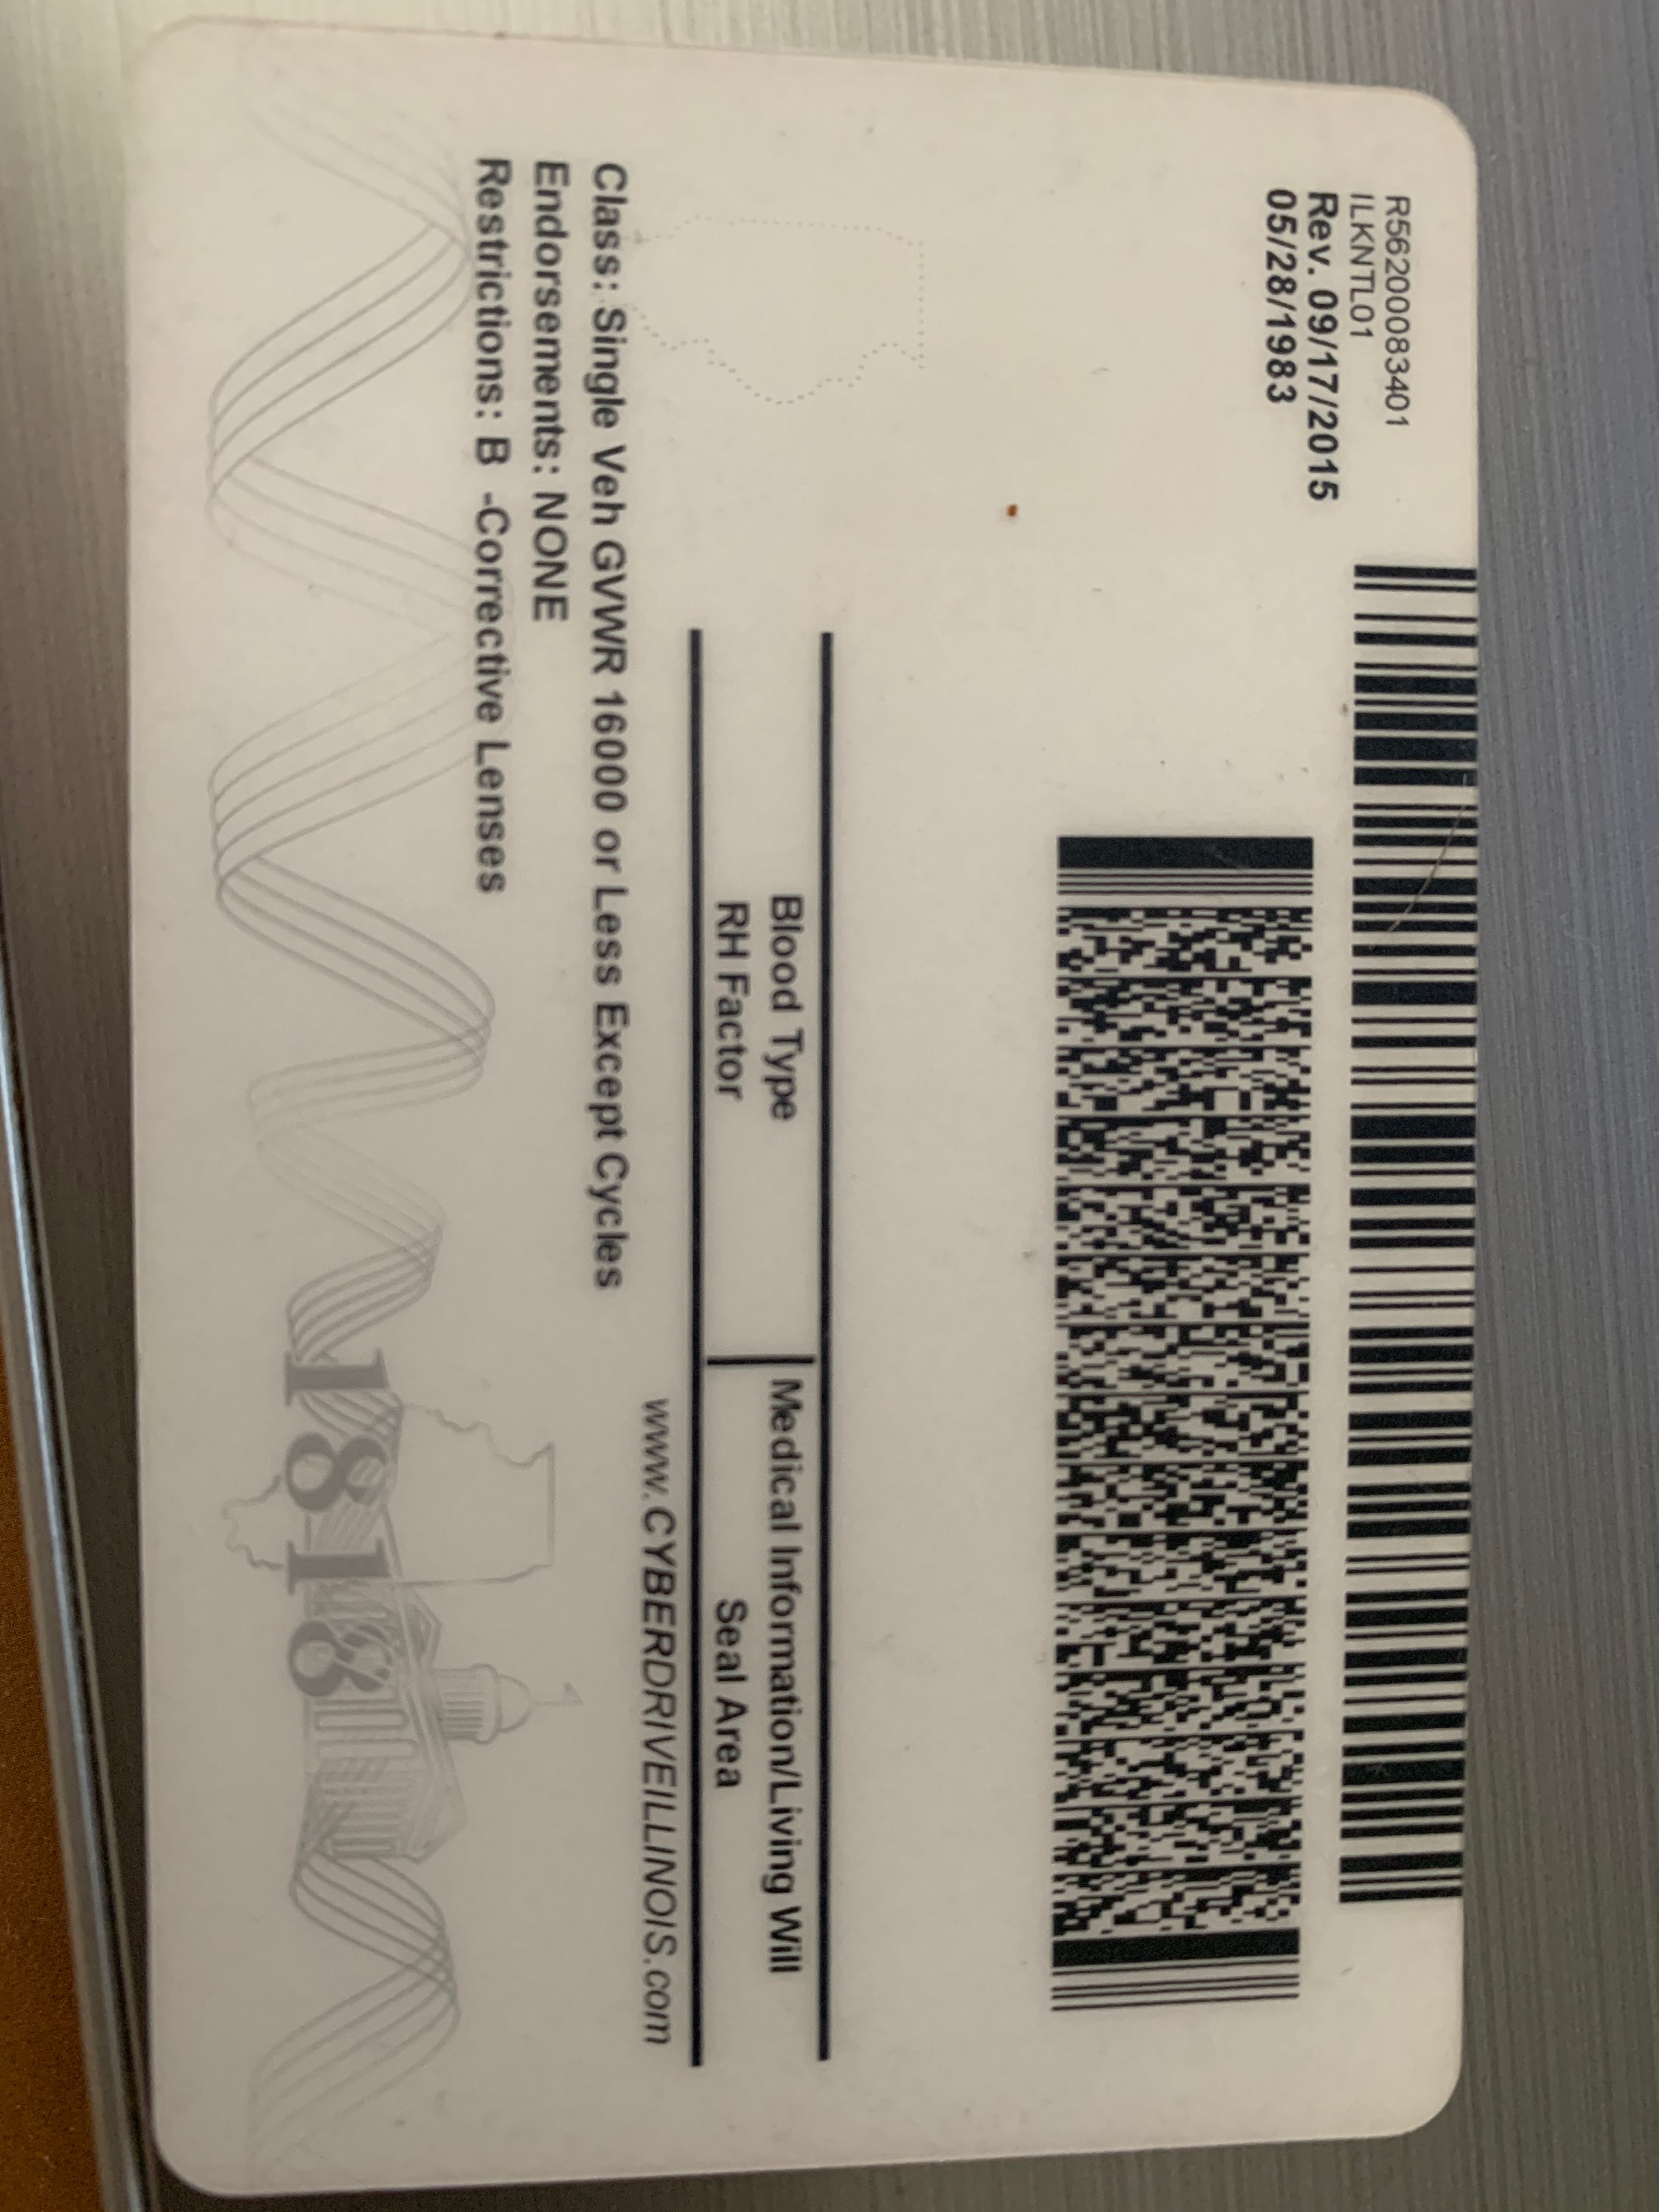 R56200083401
ILKNTL01
Rev. 09/17/2015
05/28/1983
Blood Type
RH Factor
Medical Information/Living Will
Seal Area
www.CYBERDRIVEILLINOIS.com
Class: Single Veh GVWR 16000 or Less Except Cycles
Endorsements: NONE
Restrictions: B -Corrective Lenses
1818